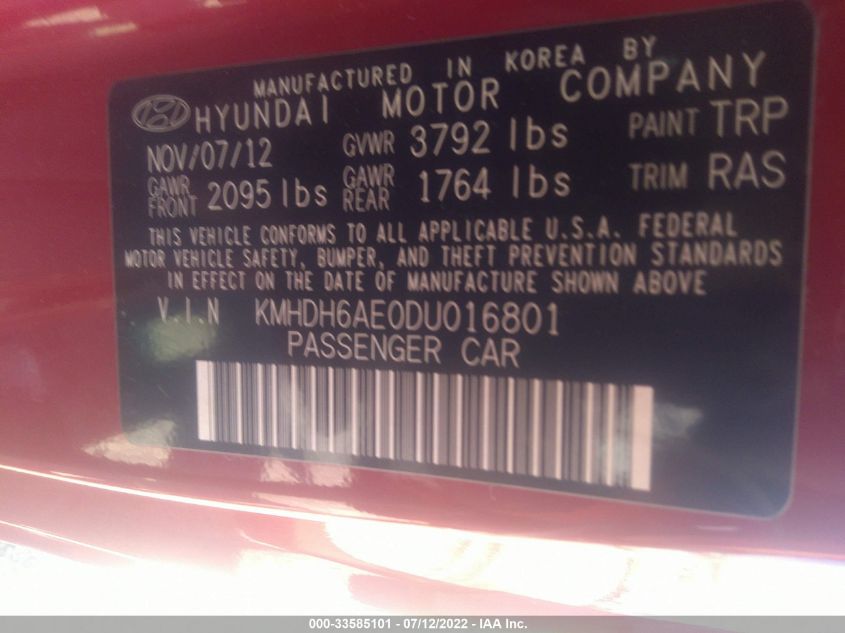 MANUFACTURED IN KOREA BY
HYUNDAI MOTOR COMPANY
NOV/07/12 GVWR 3792 lbs PAINT TRP
GAWR FRONT 2095 lbs GAWR REAR 1764 lbs TRIM RAS
THIS VEHICLE CONFORMS TO ALL APPLICABLE U.S.A. FEDERAL
MOTOR VEHICLE SAFETY, BUMPER, AND THEFT PREVENTION STANDARDS
IN EFFECT ON THE DATE OF MANUFACTURE SHOWN ABOVE
V.I.N KMHDH6AE0DU016801
PASSENGER CAR
000-33585101 - 07/12/2022 - IAA Inc.